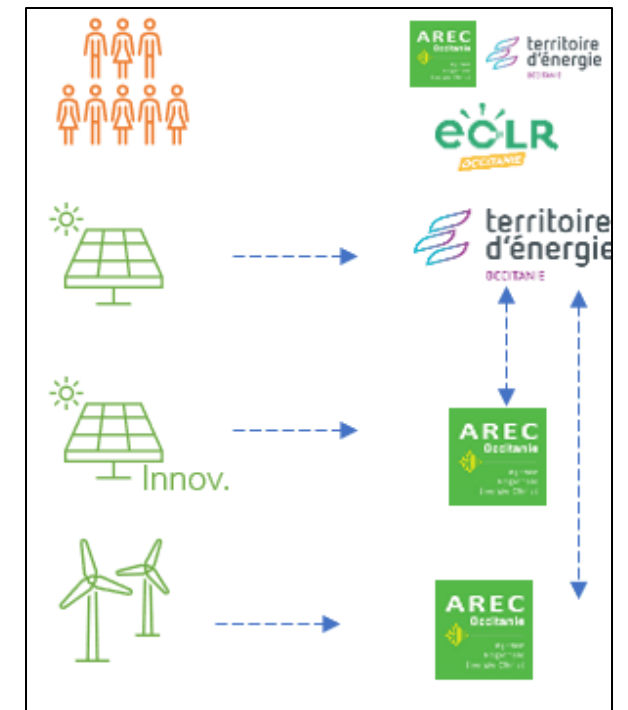 AREC
Occitanie
territoire
d'énergie
OCCITANIE
eCLR
OCCITANIE
territoire
d'énergie
OCCITANIE
AREC
Occitanie
Innov.
AREC
Occitanie